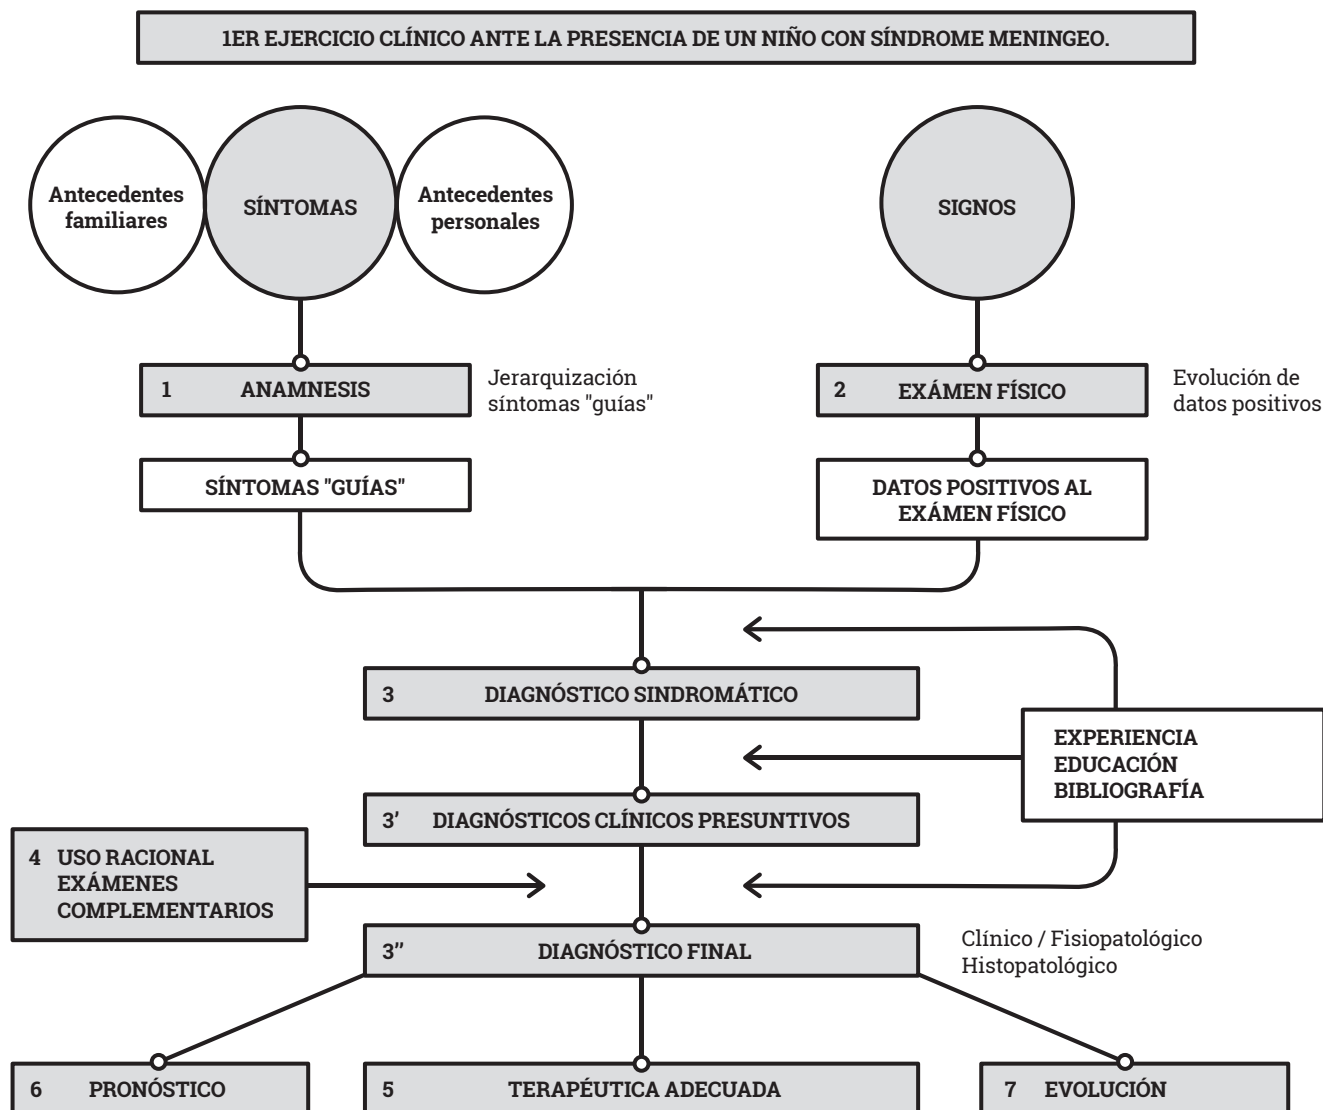 1ER EJERCICIO CLÍNICO ANTE LA PRESENCIA DE UN NIÑO CON SÍNDROME MENINGEO.
Antecedentes
familiares
SÍNTOMAS
Antecedentes
personales
SIGNOS
1 ANAMNESIS
Jerarquización
síntomas "guías"
2 EXÁMEN FÍSICO
Evolución de
datos positivos
SÍNTOMAS "GUÍAS"
DATOS POSITIVOS AL
EXÁMEN FÍSICO
3 DIAGNÓSTICO SINDROMÁTICO
EXPERIENCIA
EDUCACIÓN
BIBLIOGRAFÍA
3' DIAGNÓSTICOS CLÍNICOS PRESUNTIVOS
4 USO RACIONAL
EXÁMENES
COMPLEMENTARIOS
3'' DIAGNÓSTICO FINAL
Clínico / Fisiopatológico
Histopatológico
6 PRONÓSTICO
5 TERAPÉUTICA ADECUADA
7 EVOLUCIÓN